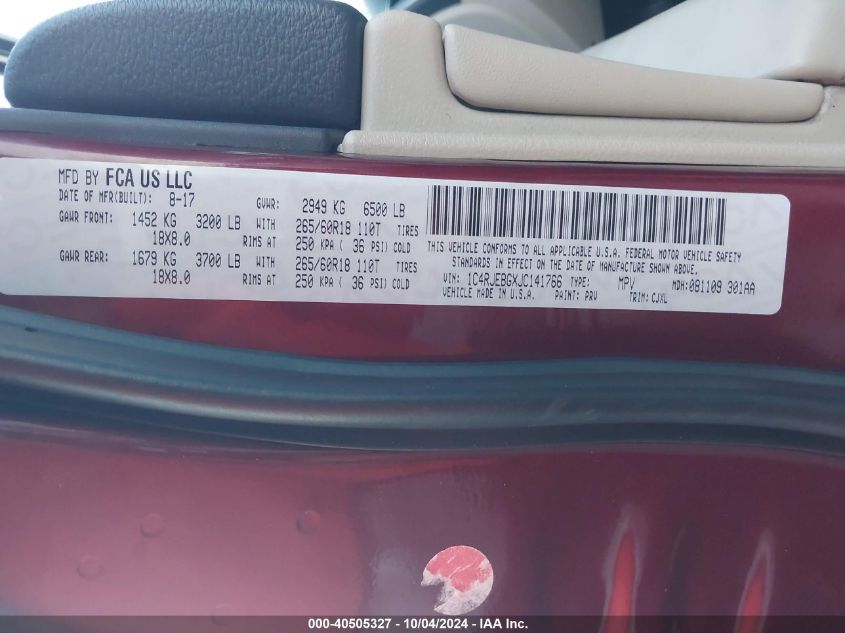 MFD BY FCA US LLC
DATE OF MFR(BUILT): 8-17 GVWR: 2949 KG 6500 LB
GAWR FRONT: 1452 KG 3200 LB WITH 265/60R18 110T TIRES
18X8.0 RIMS AT 250 KPA ( 36 PSI) COLD
GAWR REAR: 1679 KG 3700 LB WITH 265/60R18 110T TIRES
18X8.0 RIMS AT 250 KPA ( 36 PSI) COLD
THIS VEHICLE CONFORMS TO ALL APPLICABLE U.S.A. FEDERAL MOTOR VEHICLE SAFETY
STANDARDS IN EFFECT ON THE DATE OF MANUFACTURE SHOWN ABOVE.
VIN: 1C4RJEBGXJC141766 TYPE: MPV MDH:081109 301AA
VEHICLE MADE IN U.S.A. PAINT: PRV TRIM: CJXL
000-40505327 - 10/04/2024 - IAA Inc.